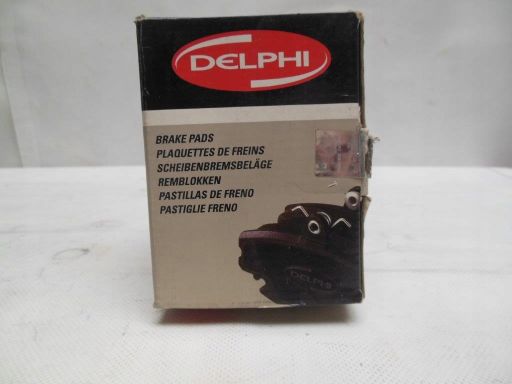 DELPHI
BRAKE PADS
PLAQUETTES DE FREINS
SCHEIBENBREMSBELÄGE
REMBLOKKEN
PASTILLAS DE FRENO
PASTIGLIE FRENO
DELPHI